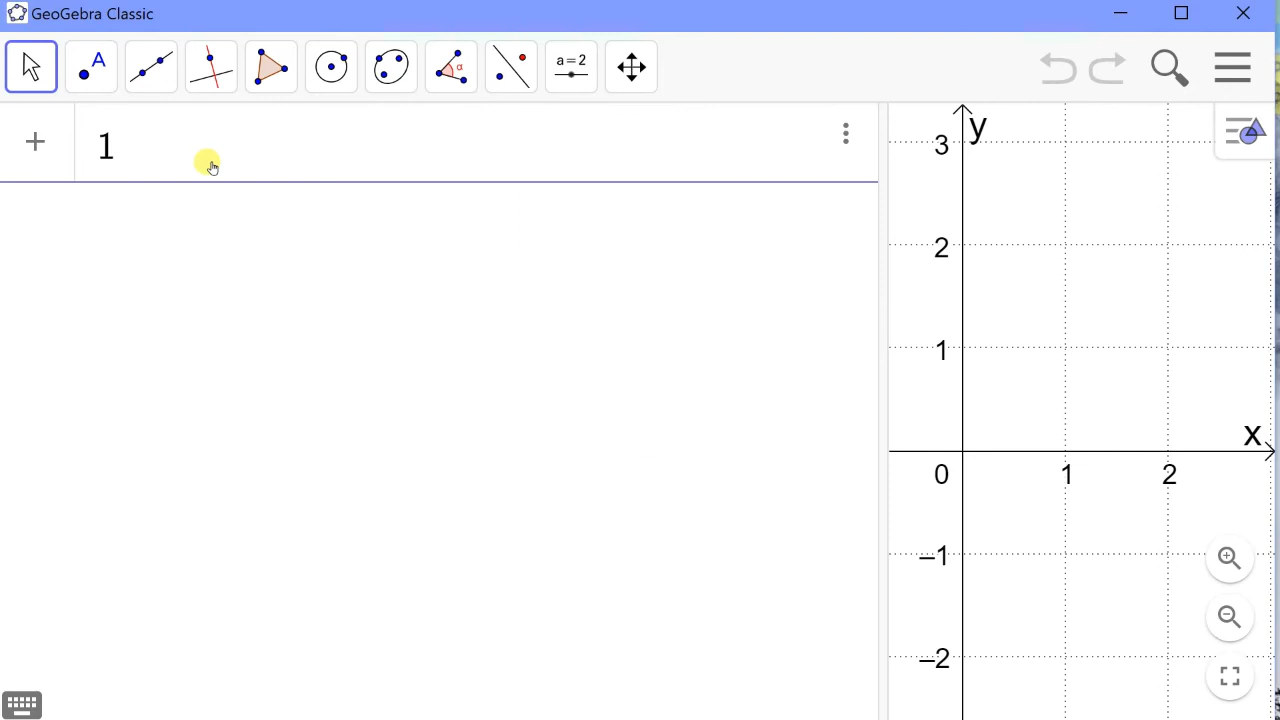 GeoGebra Classic
A
α
a=2
1
y
3
2
1
x
0
1
2
–1
–2